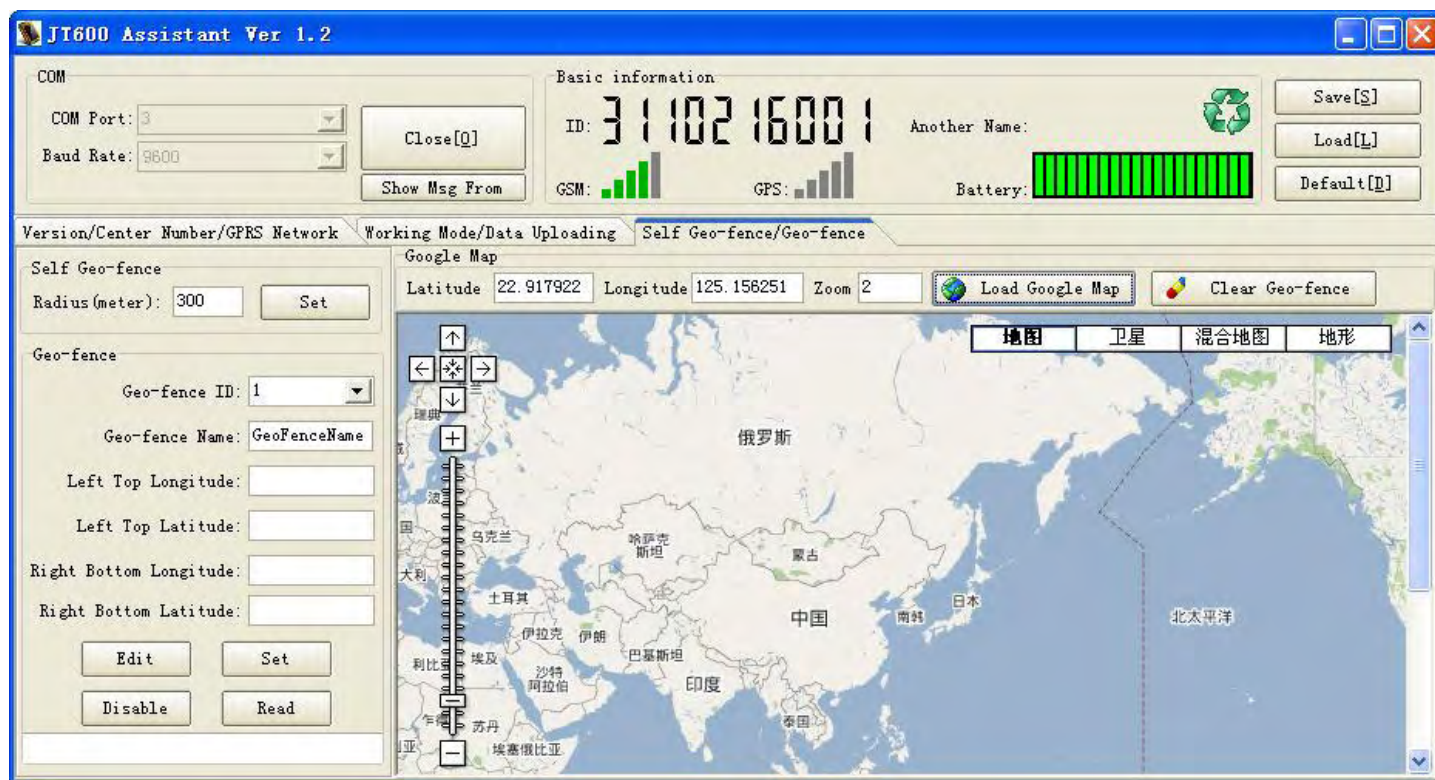 JT600 Assistant Ver 1.2
COM
COM Port: 3
Baud Rate: 9600
Close[O]
Show Msg From
Basic information
ID: 3110216001
Another Name:
GSM:
GPS:
Battery:
Save[S]
Load[L]
Default[D]
Version/Center Number/GPRS Network
Working Mode/Data Uploading
Self Geo-fence/Geo-fence
Self Geo-fence
Radius(meter): 300
Set
Geo-fence
Geo-fence ID: 1
Geo-fence Name: GeoFenceName
Left Top Longitude:
Left Top Latitude:
Right Bottom Longitude:
Right Bottom Latitude:
Edit
Set
Disable
Read
Google Map
Latitude 22.917922
Longitude 125.156251
Zoom 2
Load Google Map
Clear Geo-fence
地图
卫星
混合地图
地形
瑞典
俄罗斯
乌克兰
哈萨克
斯坦
蒙古
土耳其
中国
南韩
日本
北太平洋
伊拉克
伊朗
埃及
沙特
阿拉伯
巴基斯坦
印度
苏丹
泰国
埃塞俄比亚